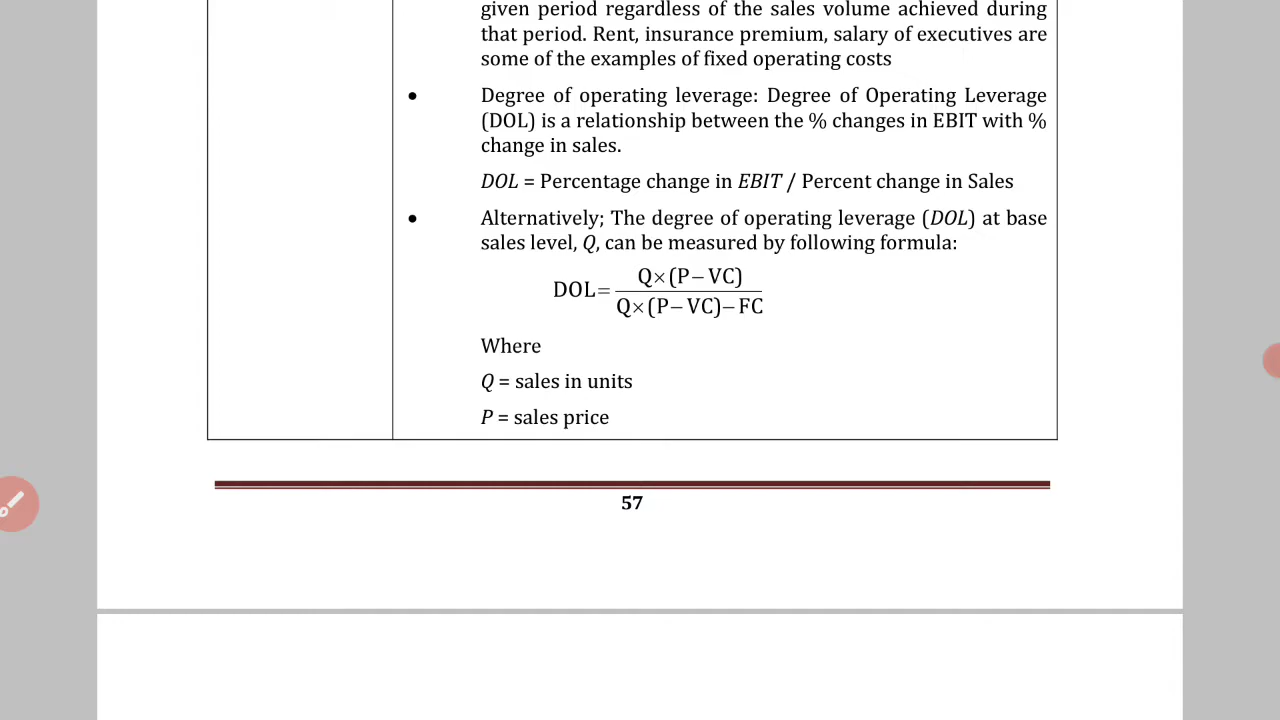 given period regardless of the sales volume achieved during
that period. Rent, insurance premium, salary of executives are
some of the examples of fixed operating costs
• Degree of operating leverage: Degree of Operating Leverage
(DOL) is a relationship between the % changes in EBIT with %
change in sales.
DOL = Percentage change in EBIT / Percent change in Sales
• Alternatively; The degree of operating leverage (DOL) at base
sales level, Q, can be measured by following formula:
Q×(P−VC)
DOL=
Q×(P−VC)−FC
Where
Q = sales in units
P = sales price
57